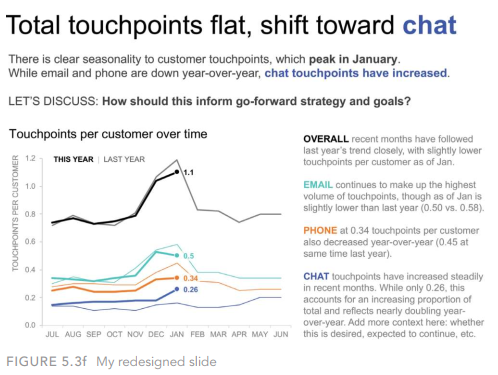 Total touchpoints flat, shift toward chat
There is clear seasonality to customer touchpoints, which peak in January.
While email and phone are down year-over-year, chat touchpoints have increased.
LET'S DISCUSS: How should this inform go-forward strategy and goals?
Touchpoints per customer over time
TOUCHPOINTS PER CUSTOMER
THIS YEAR | LAST YEAR
1.2
1.0
0.8
0.6
0.4
0.2
0.0
1.1
0.5
0.34
0.26
JUL AUG SEP OCT NOV DEC JAN FEB MAR APR MAY JUN
OVERALL recent months have followed
last year's trend closely, with slightly lower
touchpoints per customer as of Jan.
EMAIL continues to make up the highest
volume of touchpoints, though as of Jan is
slightly lower than last year (0.50 vs. 0.58).
PHONE at 0.34 touchpoints per customer
also decreased year-over-year (0.45 at
same time last year).
CHAT touchpoints have increased steadily
in recent months. While only 0.26, this
accounts for an increasing proportion of
total and reflects nearly doubling year-
over-year. Add more context here: whether
this is desired, expected to continue, etc.
FIGURE 5.3f My redesigned slide